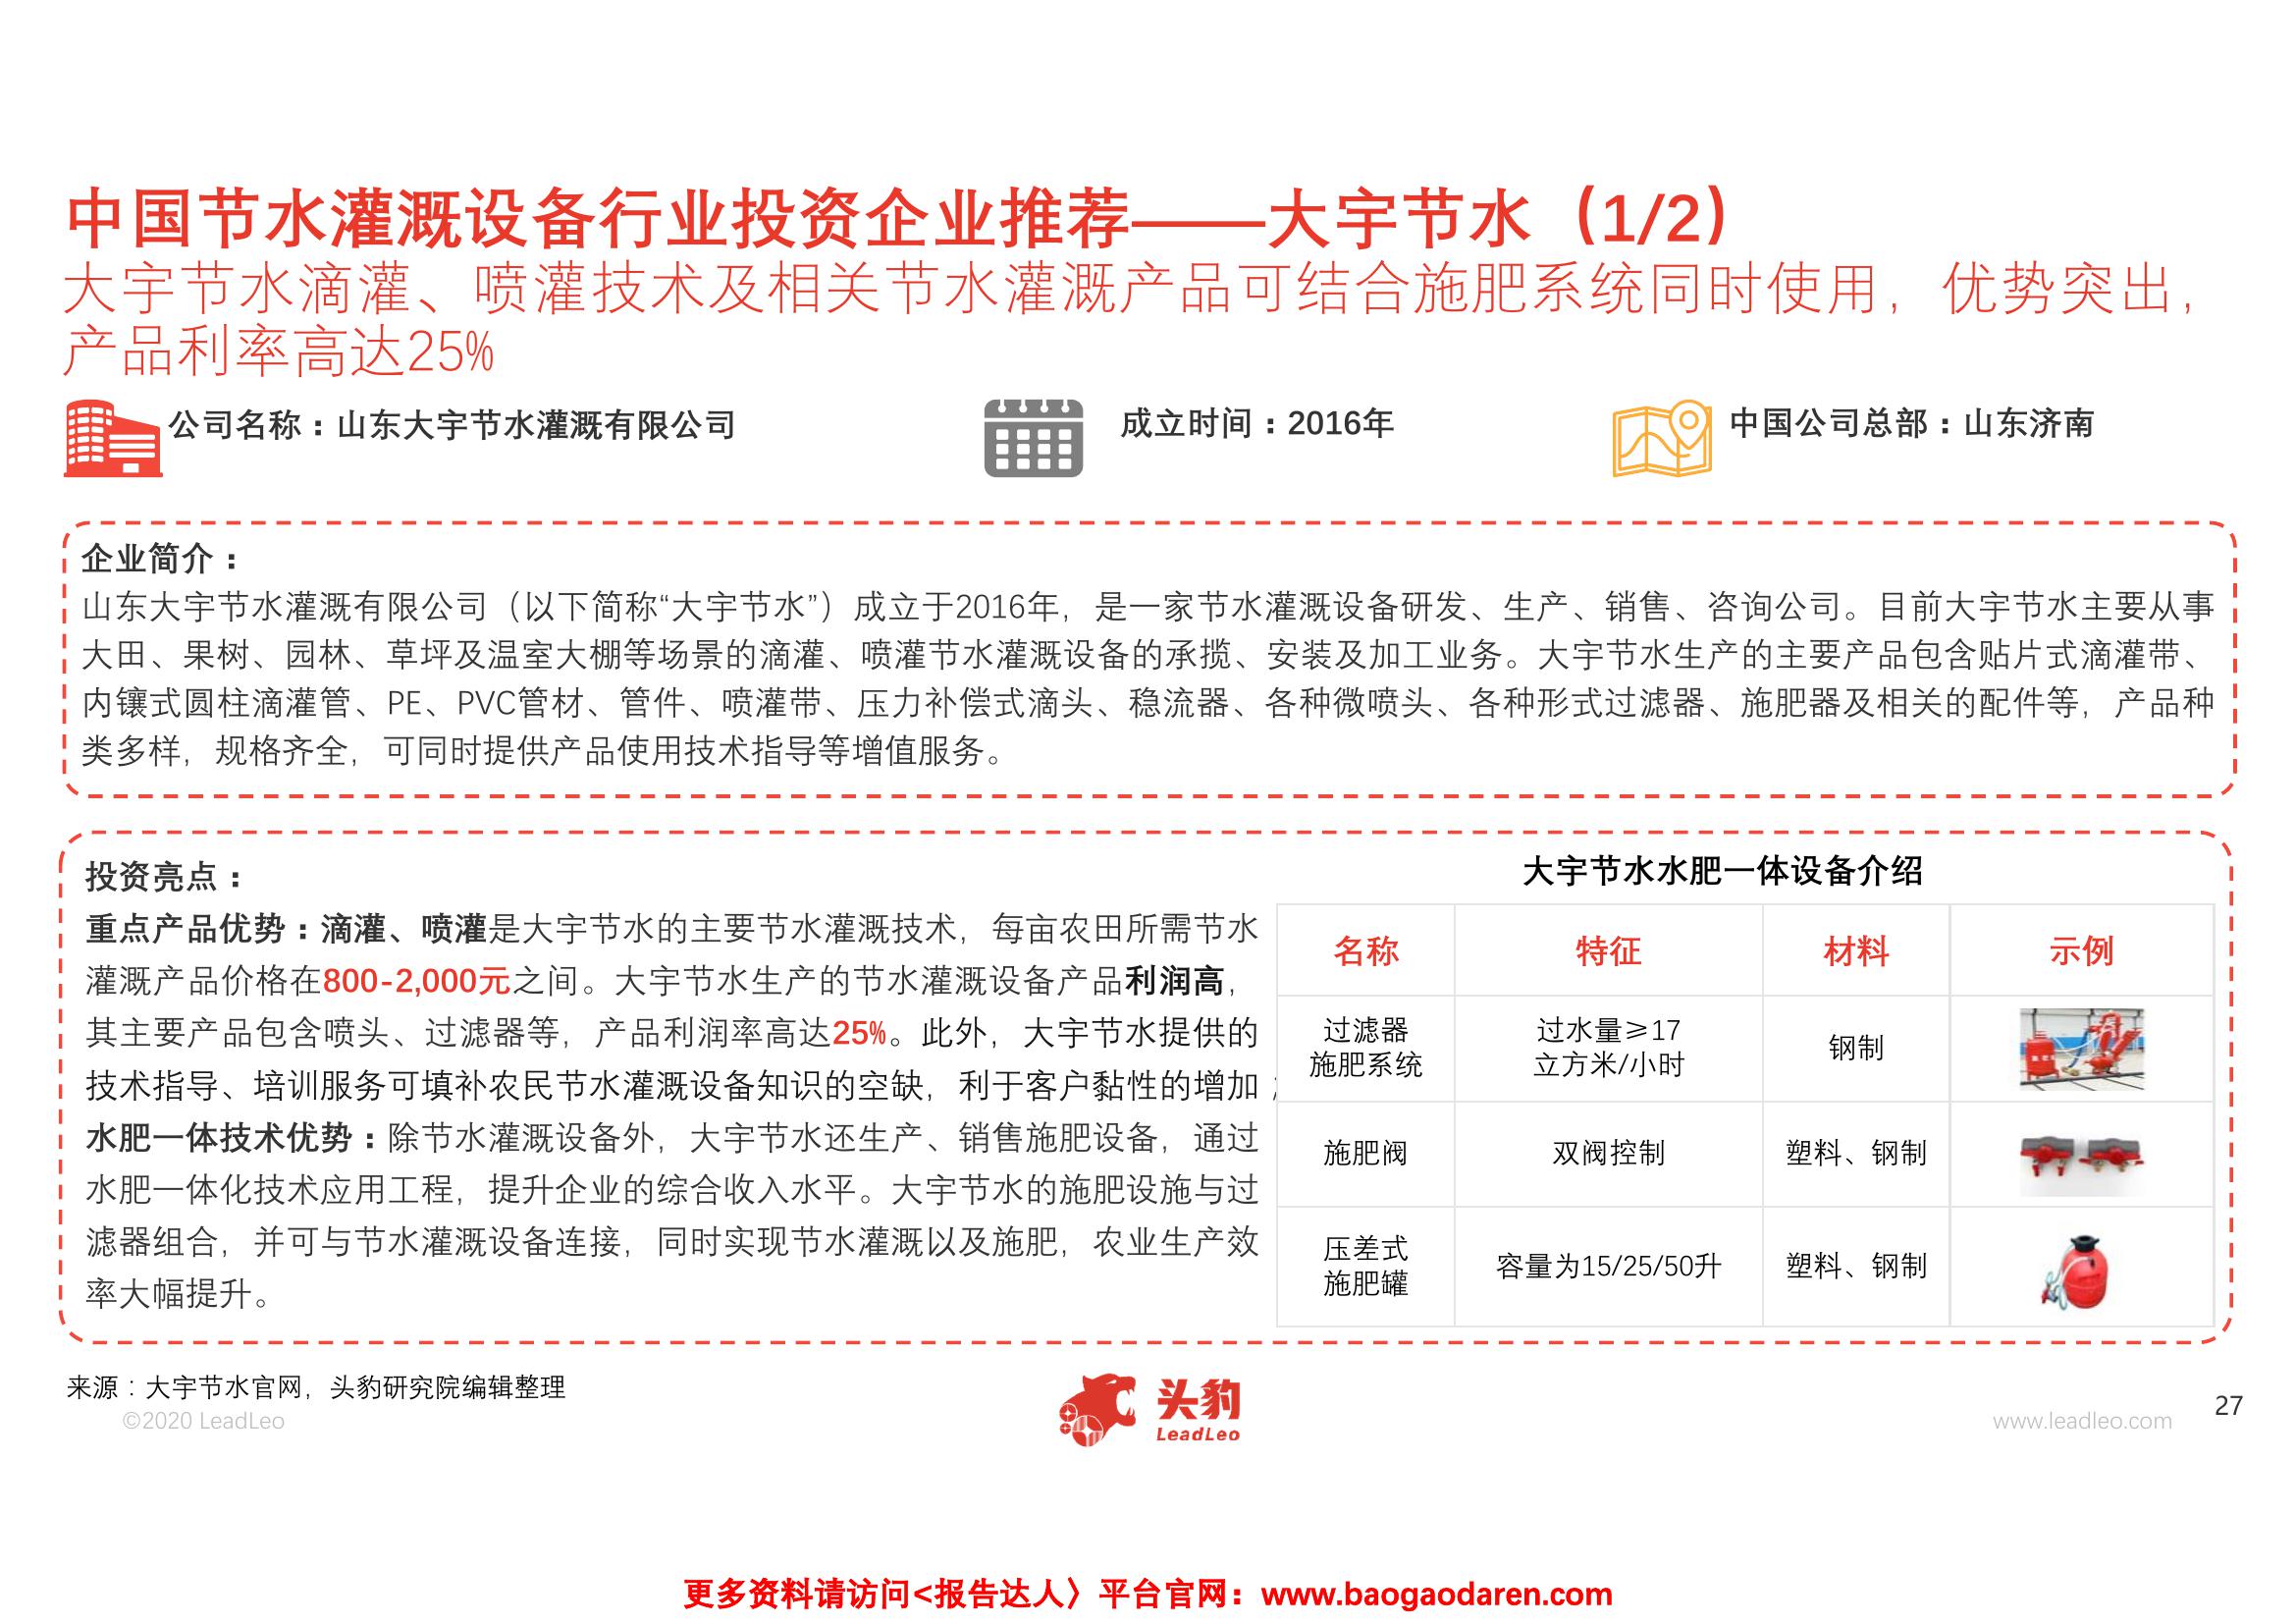 中国节水灌溉设备行业投资企业推荐——大宇节水（1/2）
大宇节水滴灌、喷灌技术及相关节水灌溉产品可结合施肥系统同时使用，优势突出，
产品利率高达25%
公司名称：山东大宇节水灌溉有限公司
成立时间：2016年
中国公司总部：山东济南
企业简介：
山东大宇节水灌溉有限公司（以下简称“大宇节水”）成立于2016年，是一家节水灌溉设备研发、生产、销售、咨询公司。目前大宇节水主要从事
大田、果树、园林、草坪及温室大棚等场景的滴灌、喷灌节水灌溉设备的承揽、安装及加工业务。大宇节水生产的主要产品包含贴片式滴灌带、
内镶式圆柱滴灌管、PE、PVC管材、管件、喷灌带、压力补偿式滴头、稳流器、各种微喷头、各种形式过滤器、施肥器及相关的配件等，产品种
类多样，规格齐全，可同时提供产品使用技术指导等增值服务。
投资亮点：
重点产品优势：滴灌、喷灌是大宇节水的主要节水灌溉技术，每亩农田所需节水
灌溉产品价格在800-2,000元之间。大宇节水生产的节水灌溉设备产品利润高，
其主要产品包含喷头、过滤器等，产品利润率高达25%。此外，大宇节水提供的
技术指导、培训服务可填补农民节水灌溉设备知识的空缺，利于客户黏性的增加
水肥一体技术优势：除节水灌溉设备外，大宇节水还生产、销售施肥设备，通过
水肥一体化技术应用工程，提升企业的综合收入水平。大宇节水的施肥设施与过
滤器组合，并可与节水灌溉设备连接，同时实现节水灌溉以及施肥，农业生产效
率大幅提升。
大宇节水水肥一体设备介绍
名称 特征 材料 示例
过滤器
施肥系统
过水量≥17
立方米/小时
钢制
施肥阀 双阀控制 塑料、钢制
压差式
施肥罐
容量为15/25/50升 塑料、钢制
来源：大宇节水官网，头豹研究院编辑整理
©2020 LeadLeo
头豹
LeadLeo
www.leadleo.com
27
更多资料请访问<报告达人〉平台官网：www.baogaodaren.com